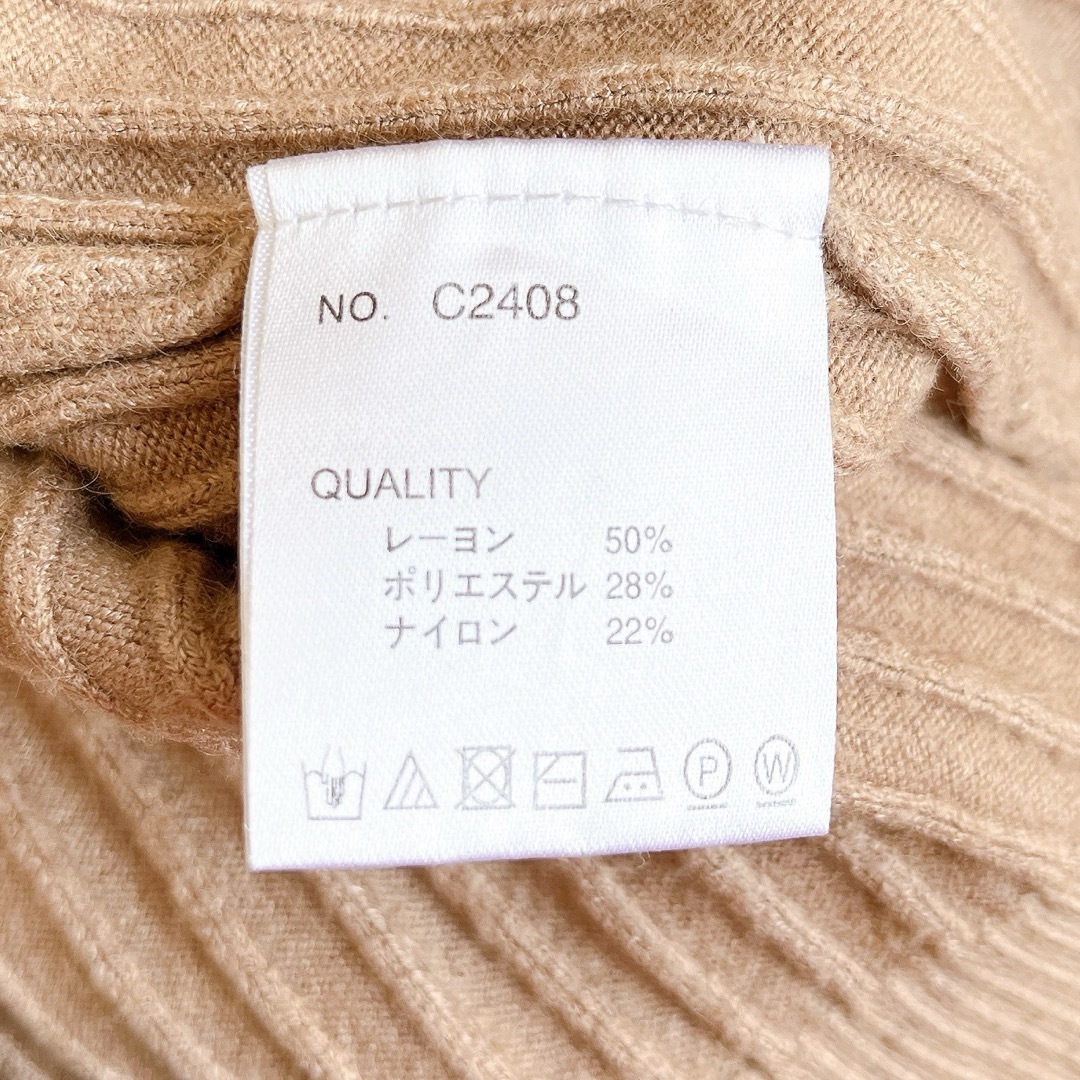 NO. C2408
QUALITY
レーヨン 50%
ポリエステル 28%
ナイロン 22%
P W